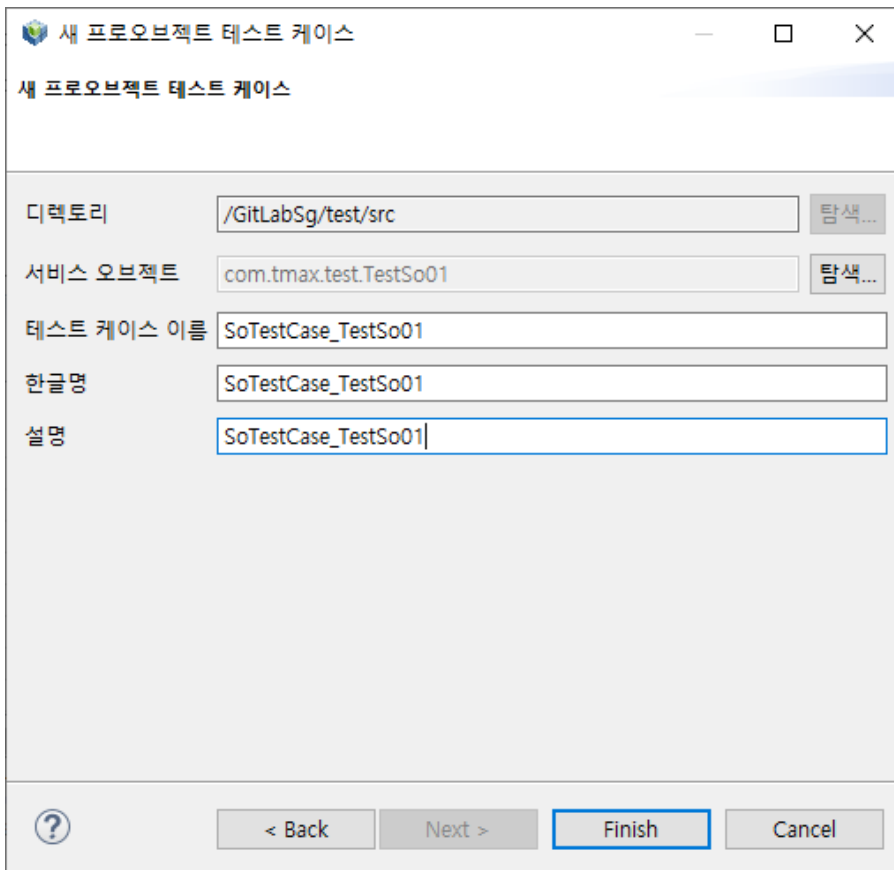 새 프로오브젝트 테스트 케이스
새 프로오브젝트 테스트 케이스
디렉토리 /GitLabSg/test/src 탐색...
서비스 오브젝트 com.tmax.test.TestSo01 탐색...
테스트 케이스 이름 SoTestCase_TestSo01
한글명 SoTestCase_TestSo01
설명 SoTestCase_TestSo01
? < Back Next > Finish Cancel